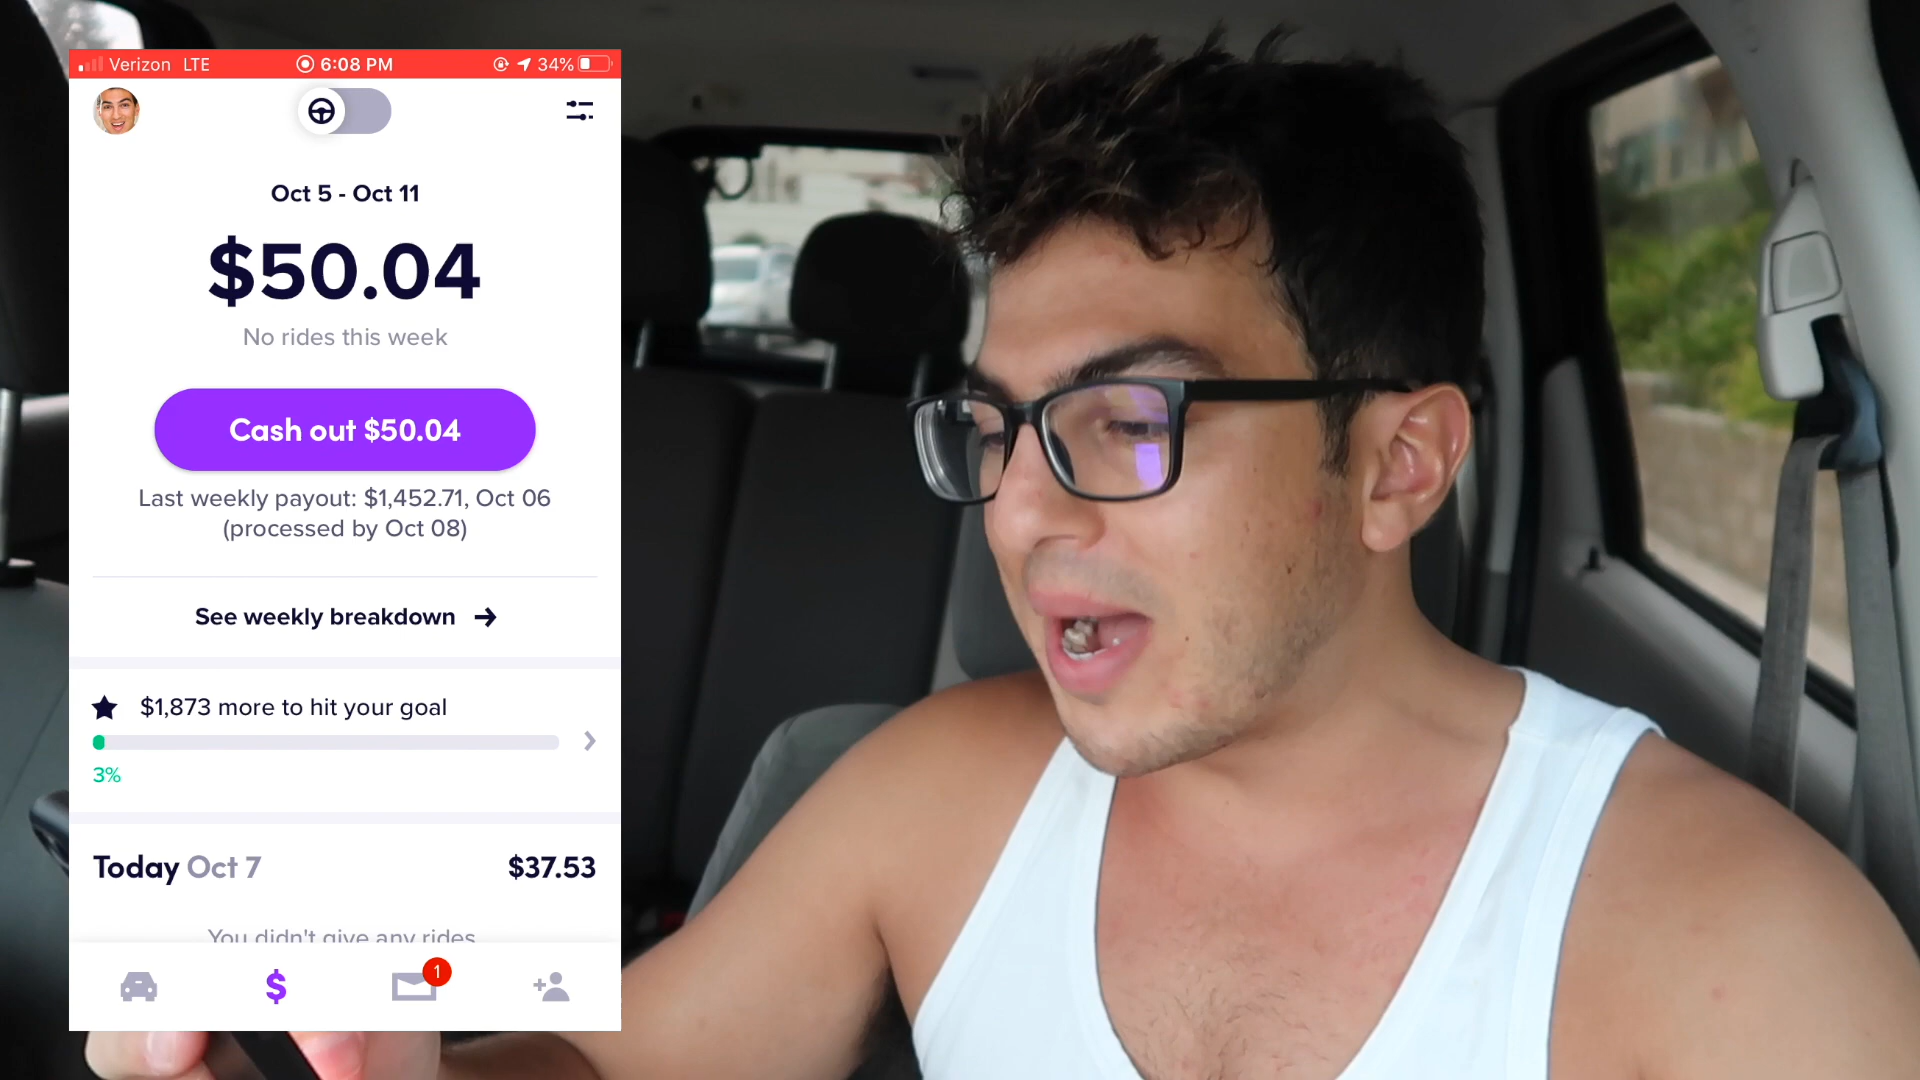 Verizon LTE 6:08 PM 34%
Oct 5 - Oct 11
$50.04
No rides this week
Cash out $50.04
Last weekly payout: $1,452.71, Oct 06
(processed by Oct 08)
See weekly breakdown
$1,873 more to hit your goal
3%
Today Oct 7 $37.53
You didn't give any rides
$
1